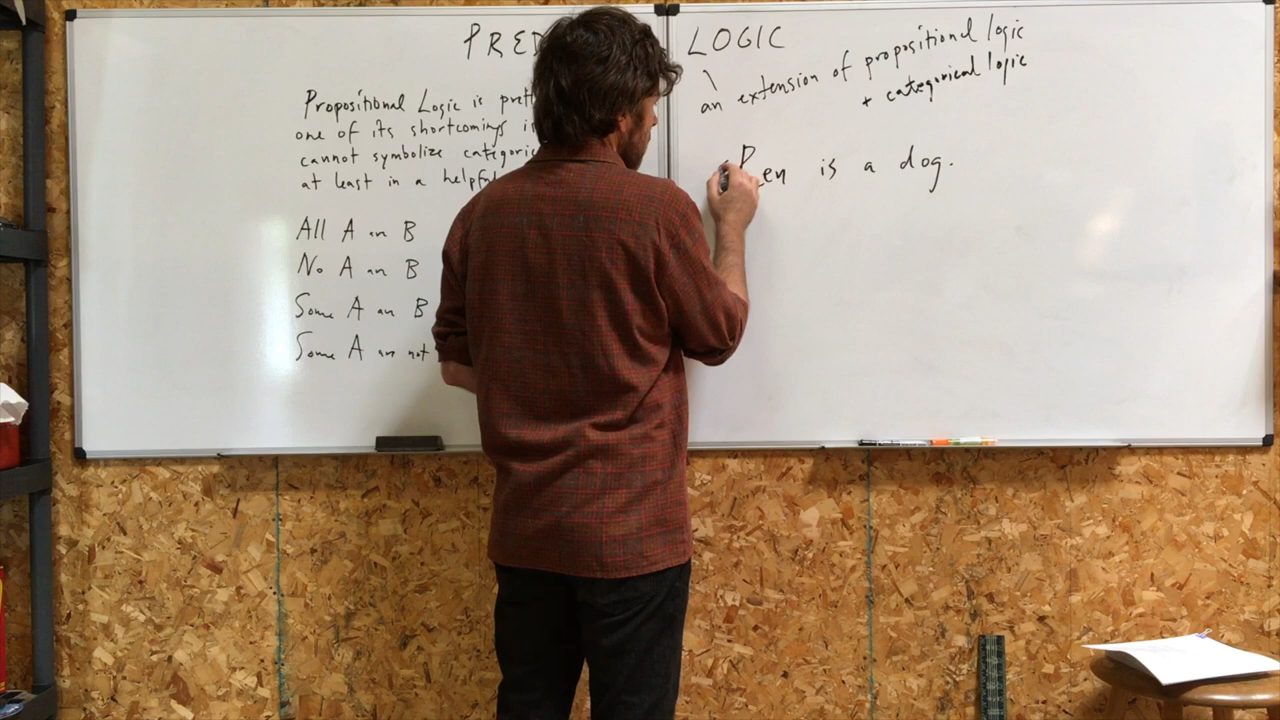 PRED LOGIC
an extension of propositional logic
+ categorical logic
Propositional Logic is
one of its shortcomings
cannot symbolize
at least in a
All A are B
No A are B
Some A are B
Some A are not
is a dog.